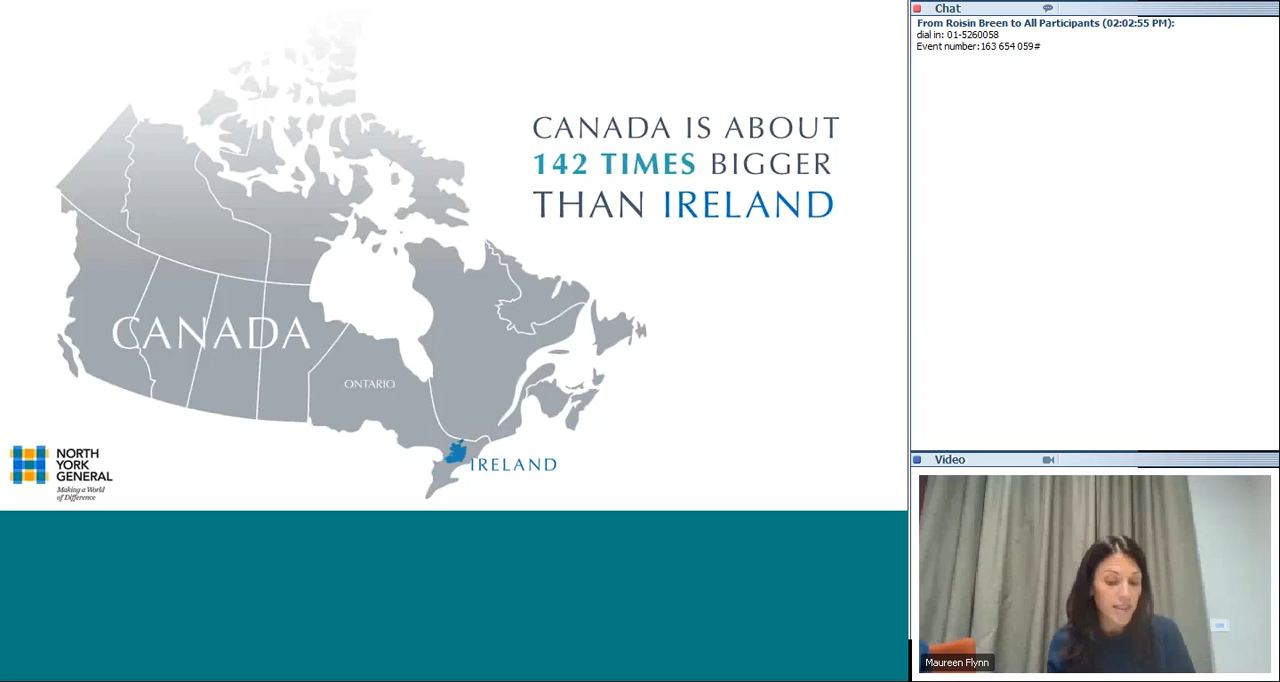 CANADA IS ABOUT
142 TIMES BIGGER
THAN IRELAND
CANADA
ONTARIO
IRELAND
NORTH
YORK
GENERAL
Making a World
of Difference
Chat
From Roisin Breen to All Participants (02:02:55 PM):
dial in: 01-5260058
Event number:163 654 059#
Video
Maureen Flynn